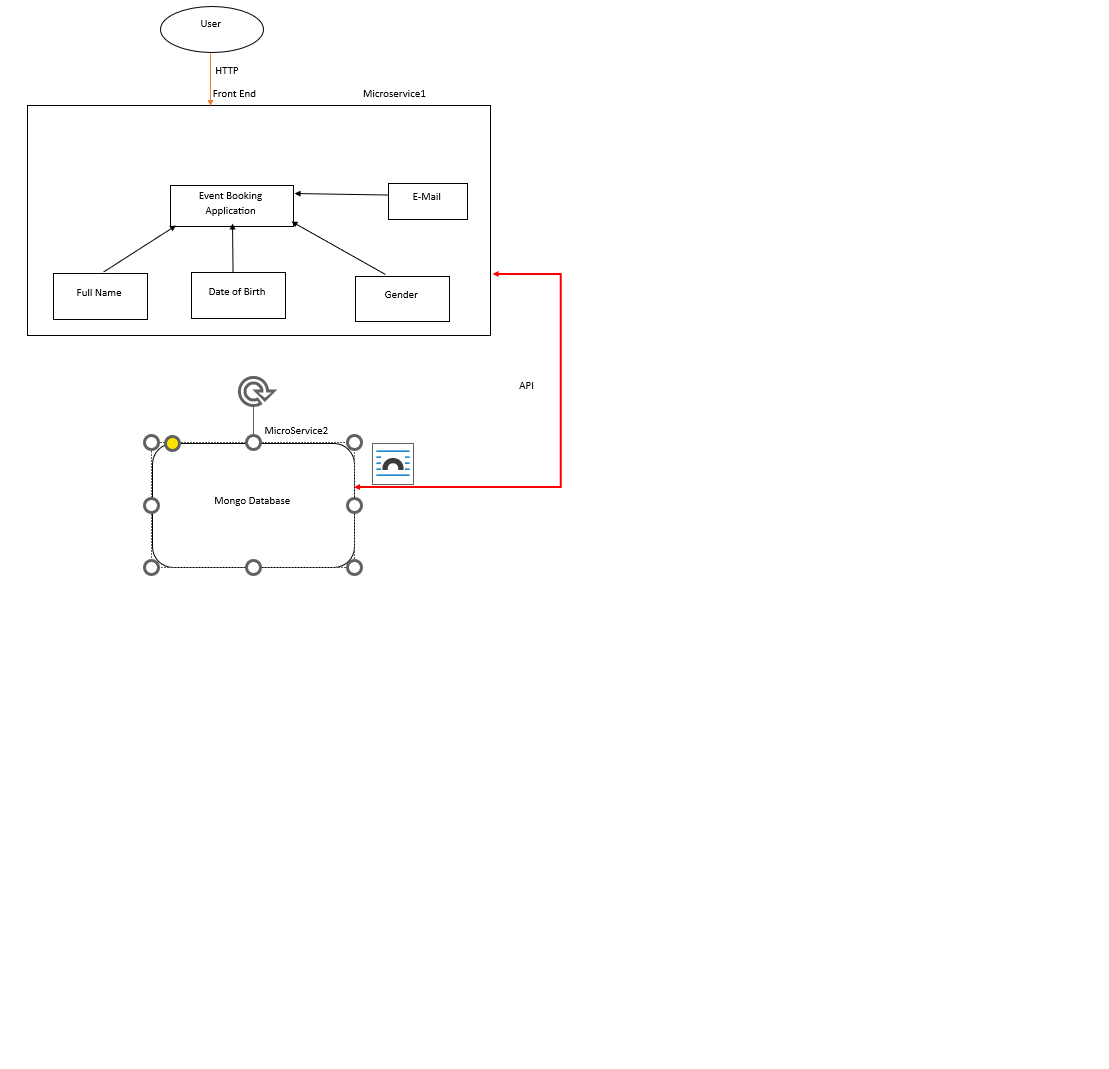 User
HTTP
Front End
Microservice1
Event Booking
Application
E-Mail
Full Name
Date of Birth
Gender
API
MicroService2
Mongo Database